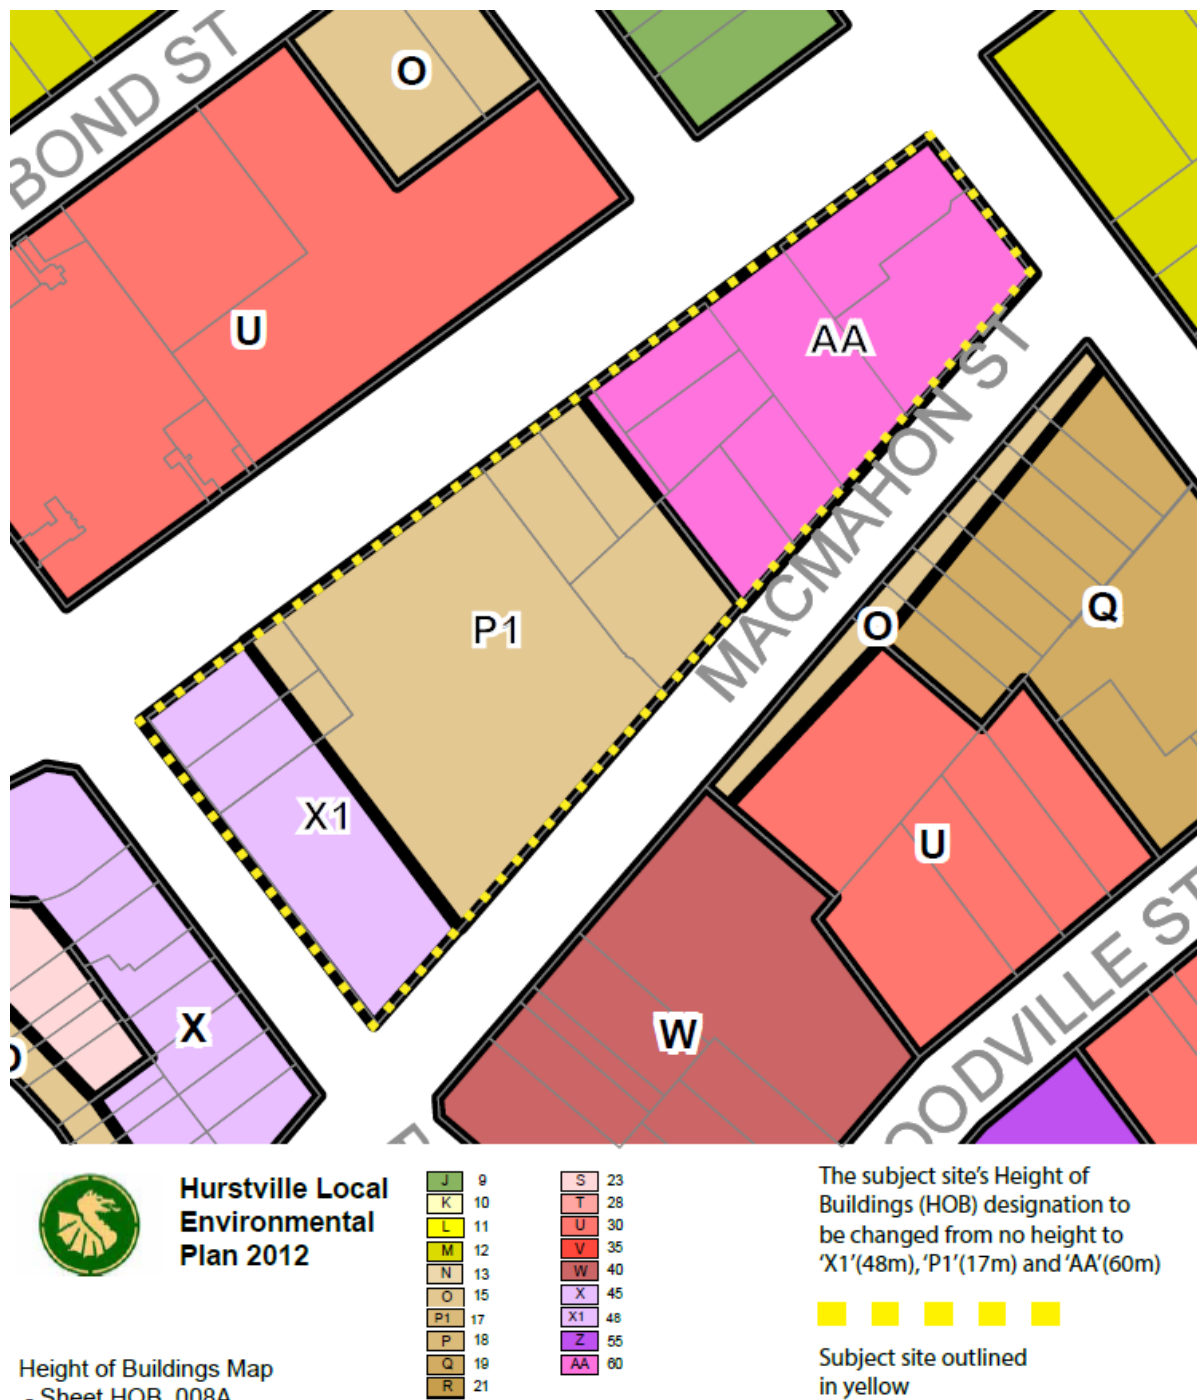 BOND ST
O
U
AA
MACMAHON ST
P1
O
Q
X1
U
X
W
OODVILLE ST
Hurstville Local
Environmental
Plan 2012
Height of Buildings Map
- Sheet HOB_008A
J 9
K 10
L 11
M 12
N 13
O 15
P1 17
P 18
Q 19
R 21
S 23
T 28
U 30
V 35
W 40
X 45
X1 48
Z 55
AA 60
The subject site's Height of
Buildings (HOB) designation to
be changed from no height to
'X1'(48m), 'P1'(17m) and 'AA'(60m)
Subject site outlined
in yellow